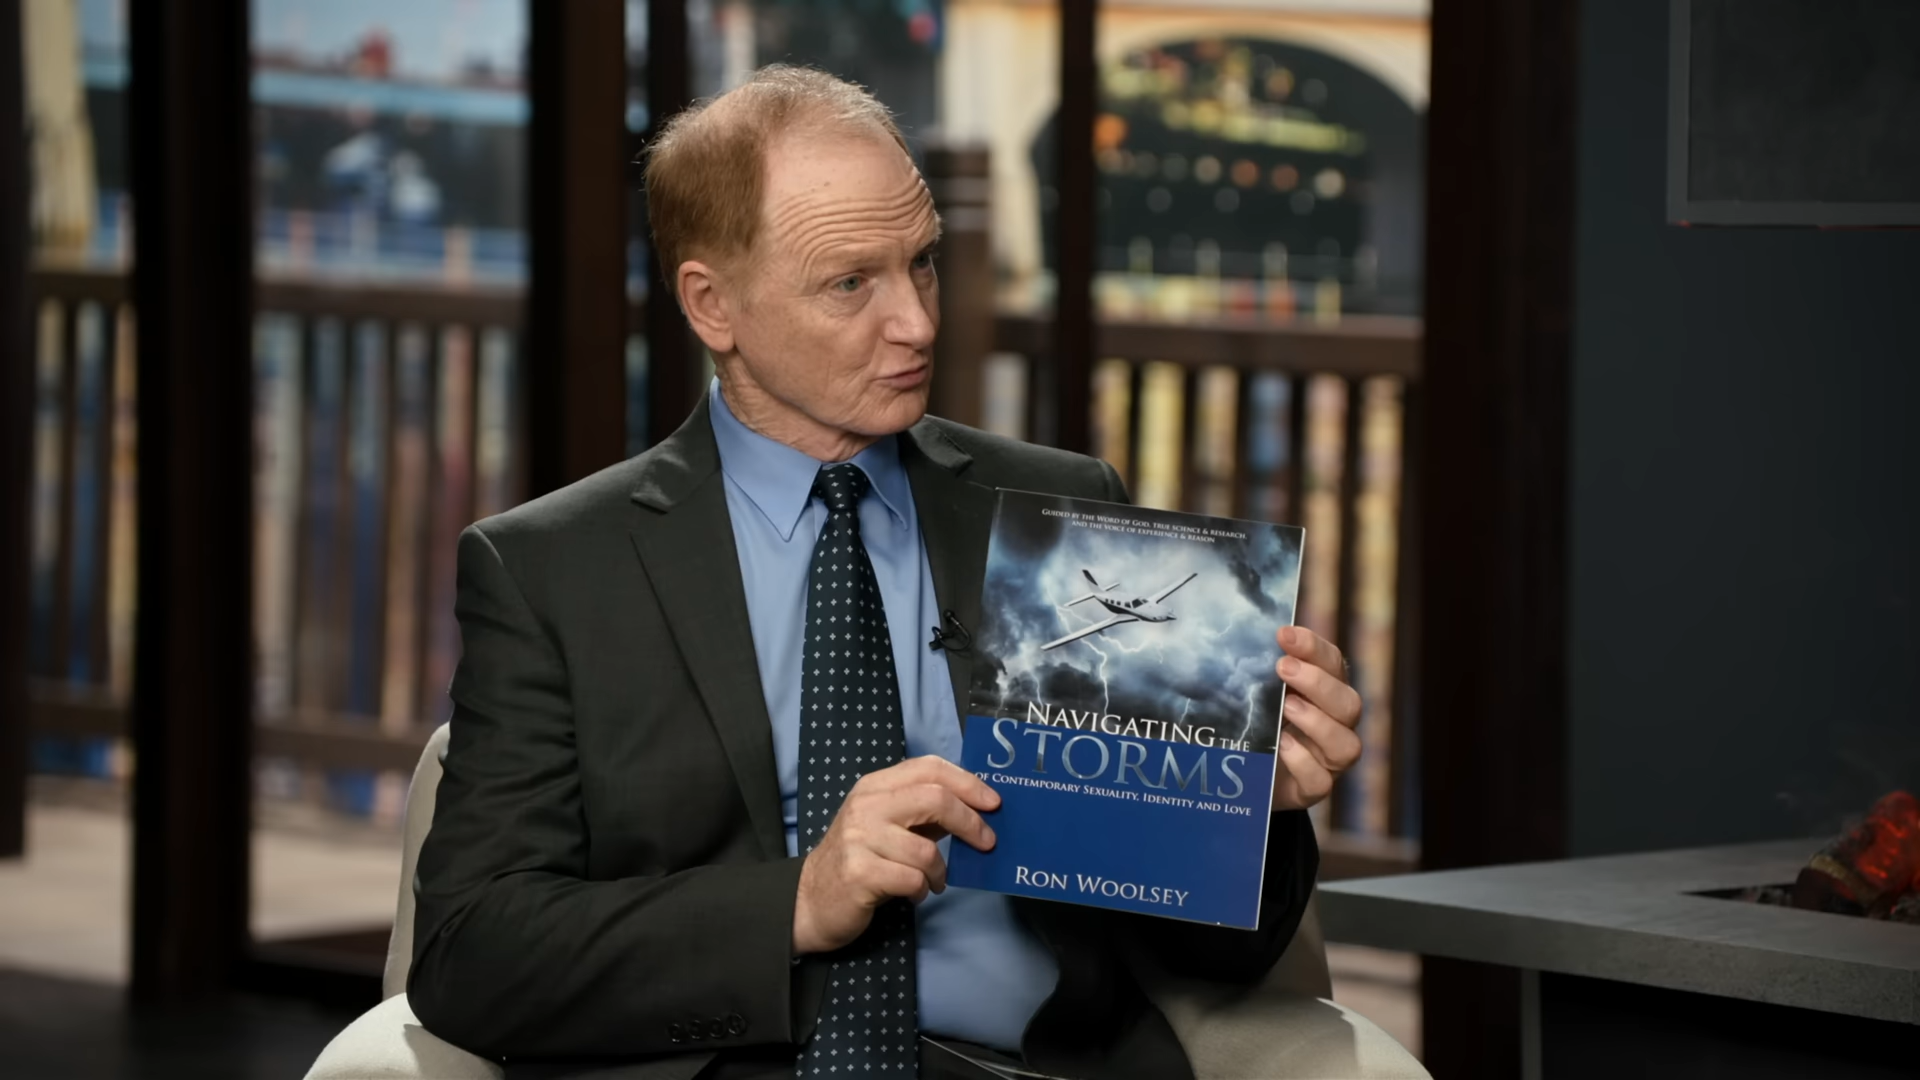 GUIDED BY THE WORD OF GOD, TRUE SCIENCE & RESEARCH,
AND THE VOICE OF EXPERIENCE & REASON
NAVIGATING THE
STORMS
OF CONTEMPORARY SEXUALITY, IDENTITY AND LOVE
RON WOOLSEY